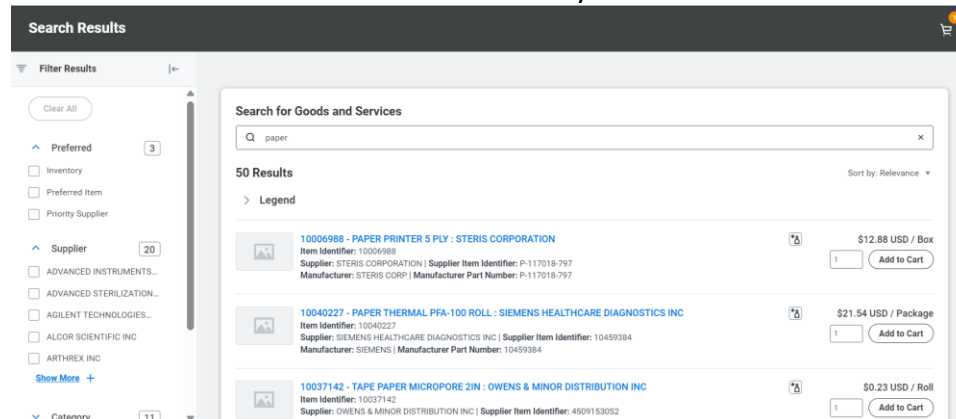 Search Results
Filter Results
Clear All
Preferred 3
Inventory
Preferred Item
Priority Supplier
Supplier 20
ADVANCED INSTRUMENTS...
ADVANCED STERILIZATION...
AGILENT TECHNOLOGIES...
ALCOR SCIENTIFIC INC
ARTHREX INC
Show More +
Category 11
Search for Goods and Services
paper
50 Results Sort by: Relevance
Legend
10006988 - PAPER PRINTER 5 PLY : STERIS CORPORATION $12.88 USD / Box
Item Identifier: 10006988
Supplier: STERIS CORPORATION | Supplier Item Identifier: P-117018-797 1 Add to Cart
Manufacturer: STERIS CORP | Manufacturer Part Number: P-117018-797
10040227 - PAPER THERMAL PFA-100 ROLL : SIEMENS HEALTHCARE DIAGNOSTICS INC $21.54 USD / Package
Item Identifier: 10040227
Supplier: SIEMENS HEALTHCARE DIAGNOSTICS INC | Supplier Item Identifier: 10459384 1 Add to Cart
Manufacturer: SIEMENS | Manufacturer Part Number: 10459384
10037142 - TAPE PAPER MICROPORE 2IN : OWENS & MINOR DISTRIBUTION INC $0.23 USD / Roll
Item Identifier: 10037142
Supplier: OWENS & MINOR DISTRIBUTION INC | Supplier Item Identifier: 4509153052 1 Add to Cart